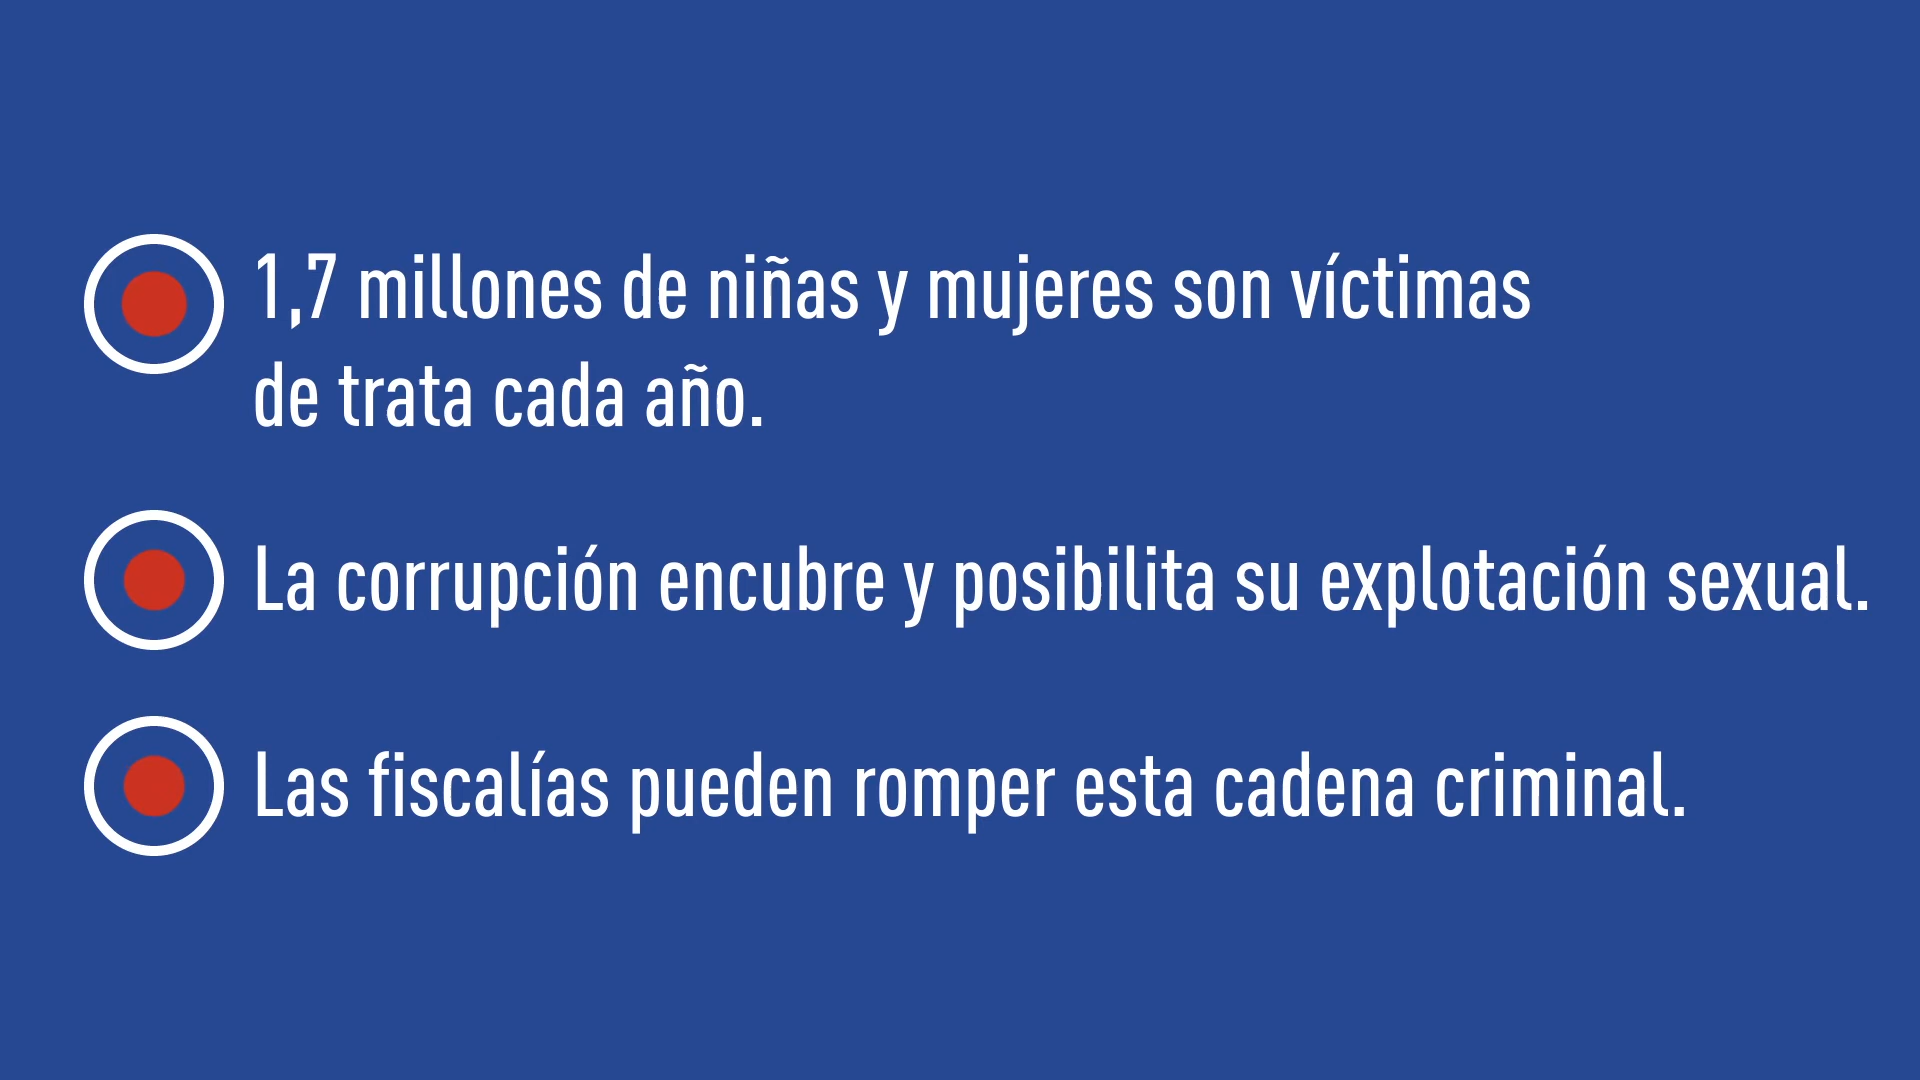 1,7 millones de niñas y mujeres son víctimas
de trata cada año.
La corrupción encubre y posibilita su explotación sexual.
Las fiscalías pueden romper esta cadena criminal.